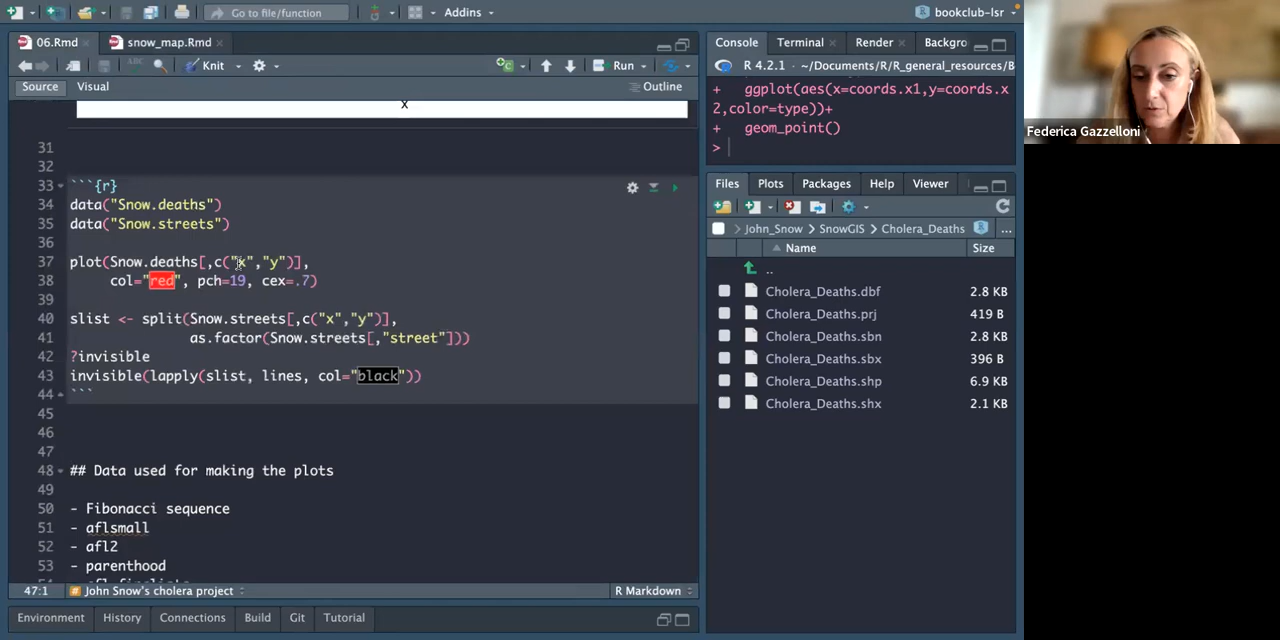 Go to file/function
Addins
bookclub-lsr
06.Rmd
snow_map.Rmd
ABC
Knit
Run
Source
Visual
Outline
x
31
32
33 ```{r}
34 data("Snow.deaths")
35 data("Snow.streets")
36
37 plot(Snow.deaths[,c("x","y")],
38 col="red", pch=19, cex=.7)
39
40 slist <- split(Snow.streets[,c("x","y")],
41 as.factor(Snow.streets[,"street"]))
42 ?invisible
43 invisible(lapply(slist, lines, col="black"))
44 ```
45
46
47
48 ## Data used for making the plots
49
50 - Fibonacci sequence
51 - aflsmall
52 - afl2
53 - parenthood
47:1
John Snow's cholera project
R Markdown
Environment
History
Connections
Build
Git
Tutorial
Console
Terminal
Render
Backgro
R 4.2.1 · ~/Documents/R/R_general_resources/B
+ ggplot(aes(x=coords.x1,y=coords.x
2,color=type))+
+ geom_point()
>
Files
Plots
Packages
Help
Viewer
John_Snow
SnowGIS
Cholera_Deaths
...
Name
Size
..
Cholera_Deaths.dbf 2.8 KB
Cholera_Deaths.prj 419 B
Cholera_Deaths.sbn 2.8 KB
Cholera_Deaths.sbx 396 B
Cholera_Deaths.shp 6.9 KB
Cholera_Deaths.shx 2.1 KB
Federica Gazzelloni